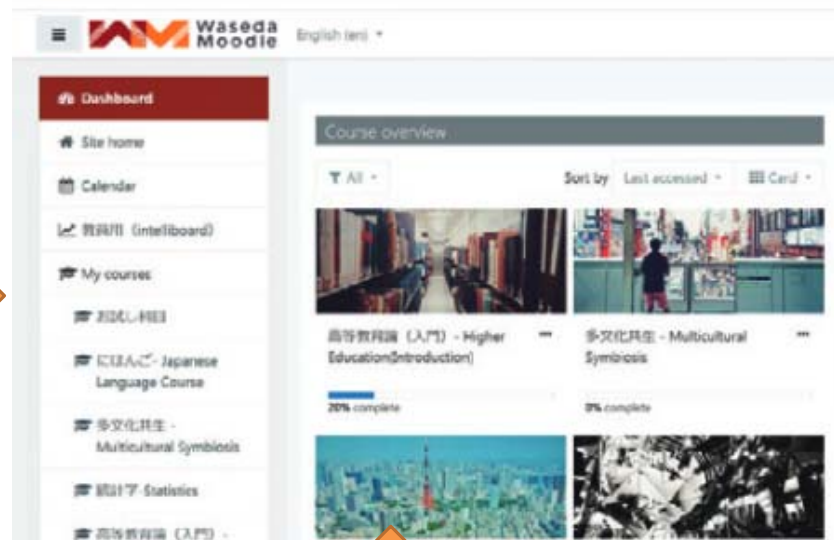 Waseda
Moodle
English (en)
Dashboard
Site home
Calendar
教員用 (intelliboard)
My courses
お試し科目
にほんご - Japanese
Language Course
多文化共生 -
Multicultural Symbiosis
統計学-Statistics
高等教育論（入門）-
Course overview
All
Sort by Last accessed Card
高等教育論（入門）- Higher
Education(Introduction)
20% complete
多文化共生 - Multicultural
Symbiosis
0% complete